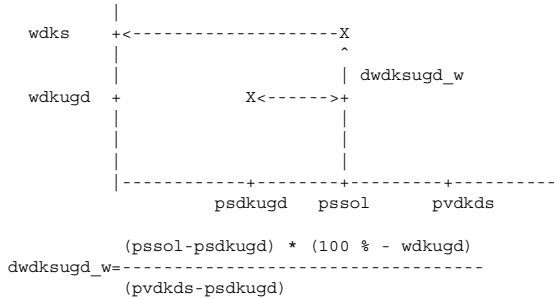 |
wdks +<---------------------X
| ^
| | dwdksugd_w
wdkugd + X<------>+
| |
| |
| |
|------------+---------+----------+-----------
psdkugd pssol pvdkds
(pssol-psdkugd) * (100 % - wdkugd)
dwdksugd_w=-----------------------------------
(pvdkds-psdkugd)